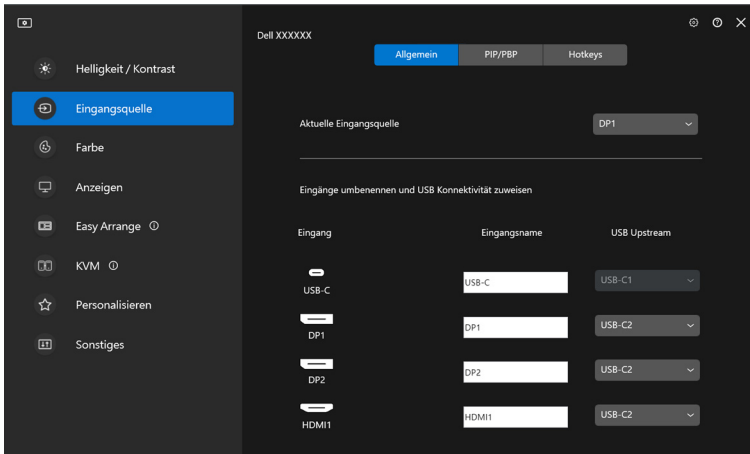 Dell XXXXXX
Allgemein PIP/PBP Hotkeys
Helligkeit / Kontrast
Eingangsquelle
Farbe
Anzeigen
Easy Arrange
KVM
Personalisieren
Sonstiges
Aktuelle Eingangsquelle DP1
Eingänge umbenennen und USB Konnektivität zuweisen
Eingang Eingangsname USB Upstream
USB-C USB-C USB-C1
DP1 DP1 USB-C2
DP2 DP2 USB-C2
HDMI1 HDMI1 USB-C2